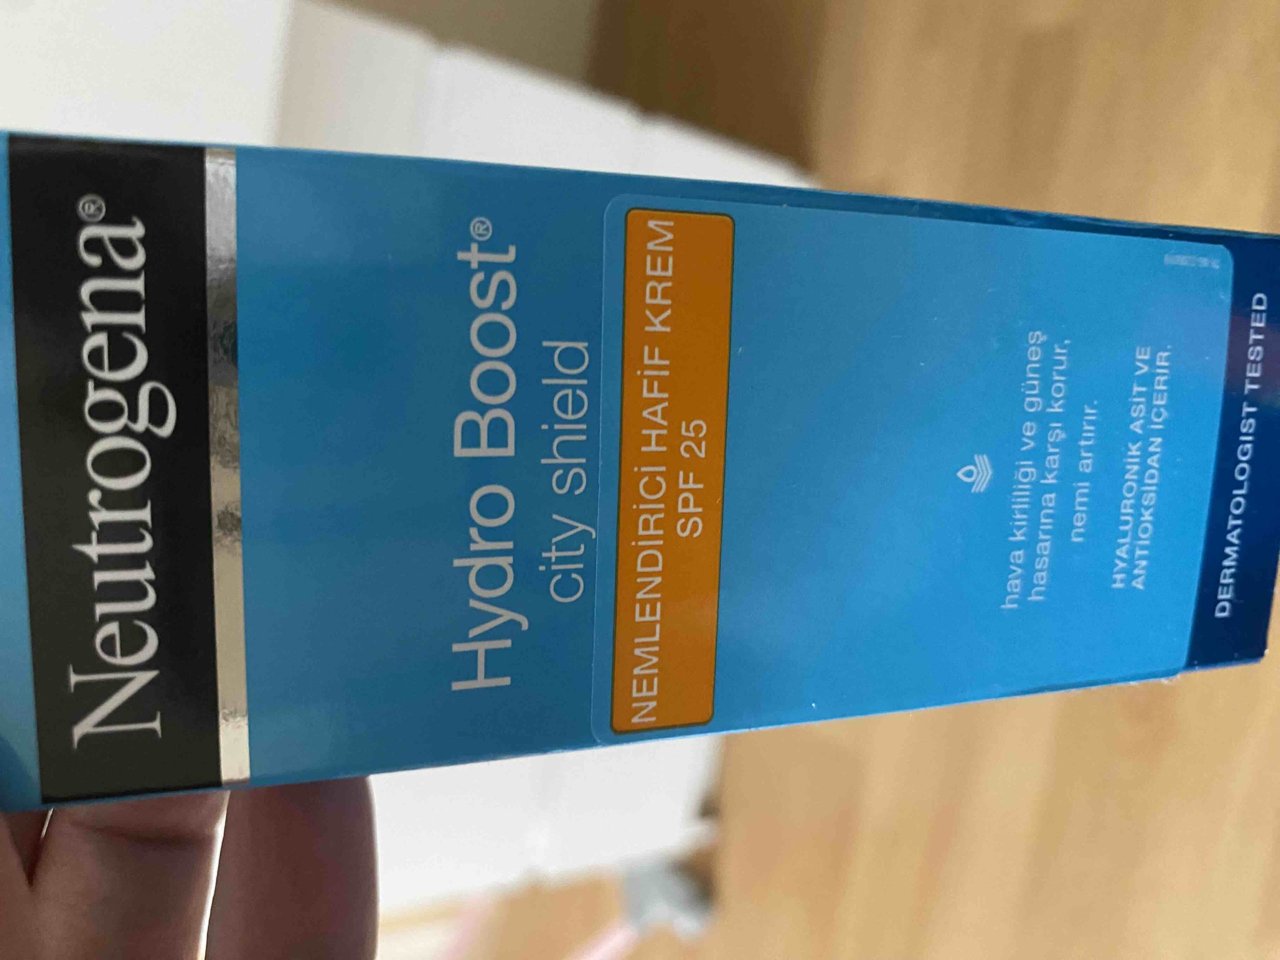 Neutrogena®
Hydro Boost®
city shield
NEMLENDİRİCİ HAFİF KREM
SPF 25
hava kirliliği ve güneş
hasarına karşı korur,
nemi artırır.
HYALURONİK ASİT VE
ANTİOKSİDAN İÇERİR.
DERMATOLOGIST TESTED